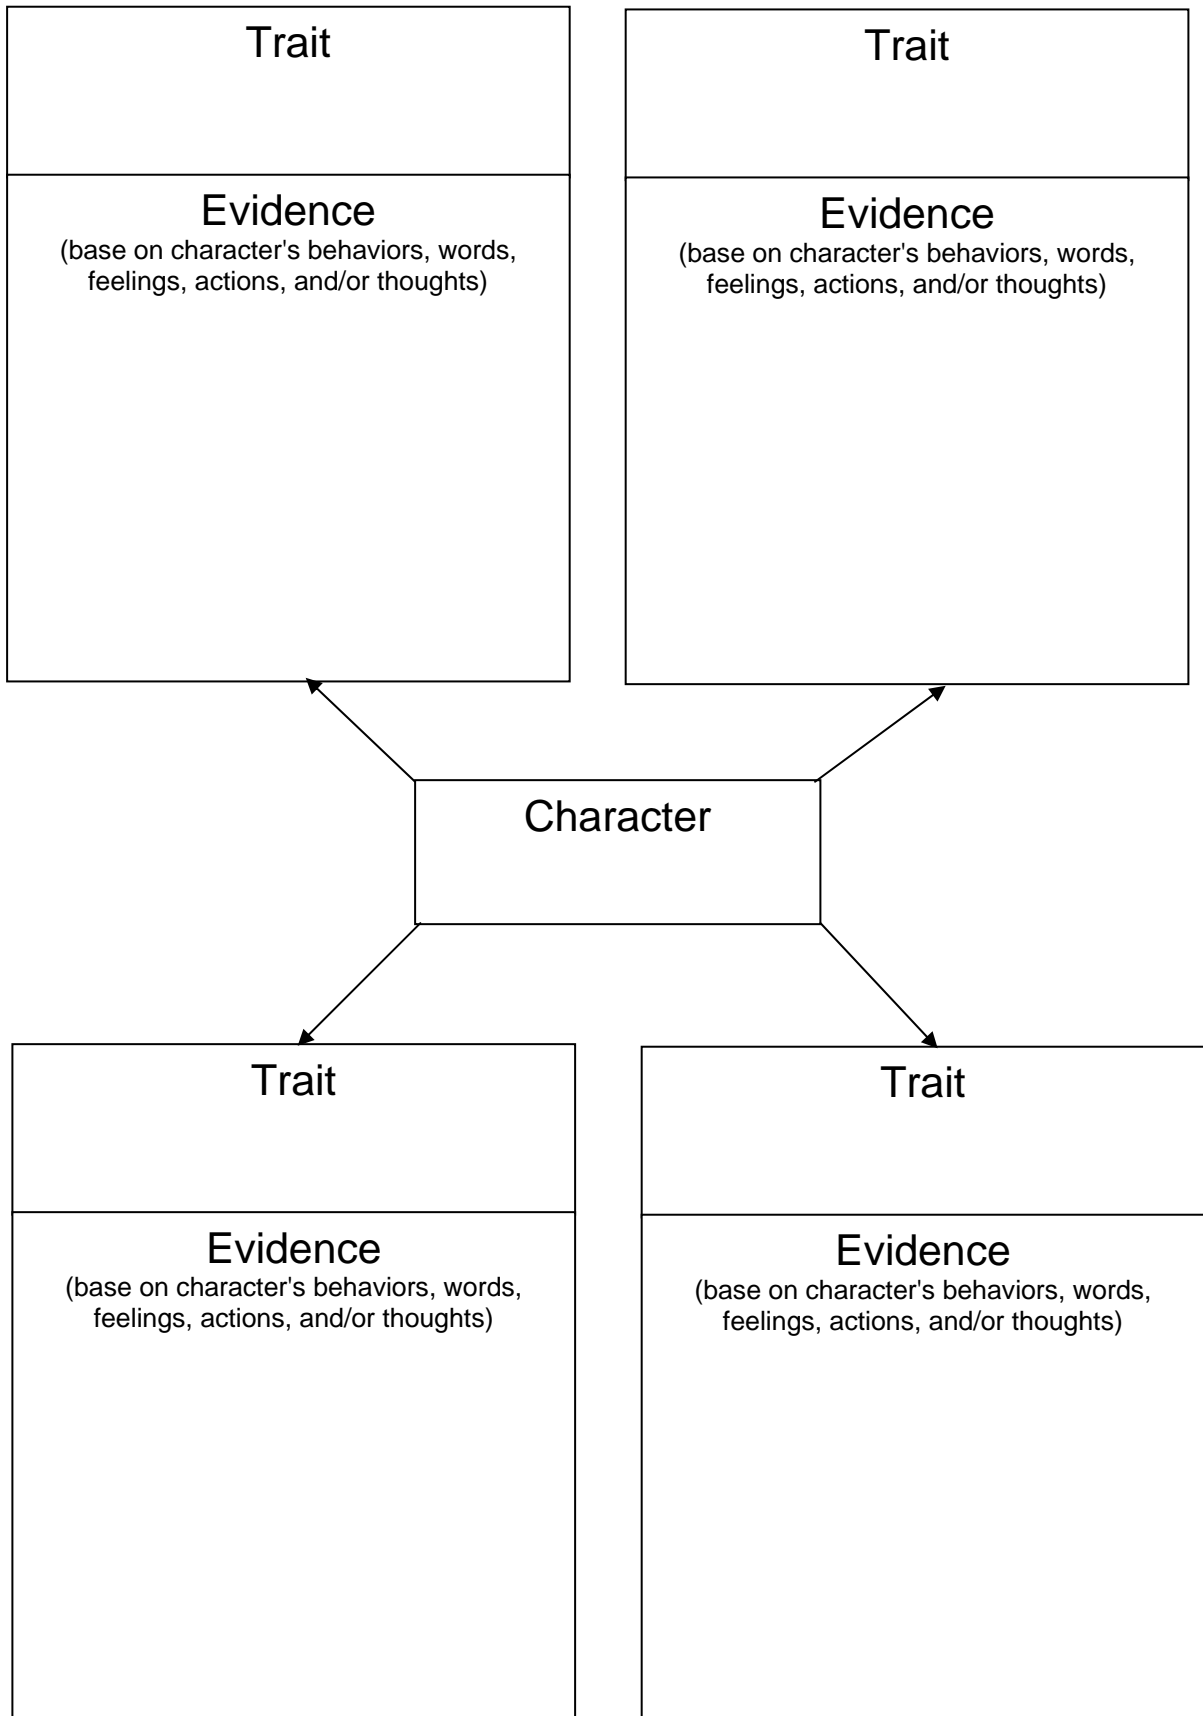 Trait
Evidence
(base on character's behaviors, words,
feelings, actions, and/or thoughts)
Trait
Evidence
(base on character's behaviors, words,
feelings, actions, and/or thoughts)
Character
Trait
Evidence
(base on character's behaviors, words,
feelings, actions, and/or thoughts)
Trait
Evidence
(base on character's behaviors, words,
feelings, actions, and/or thoughts)